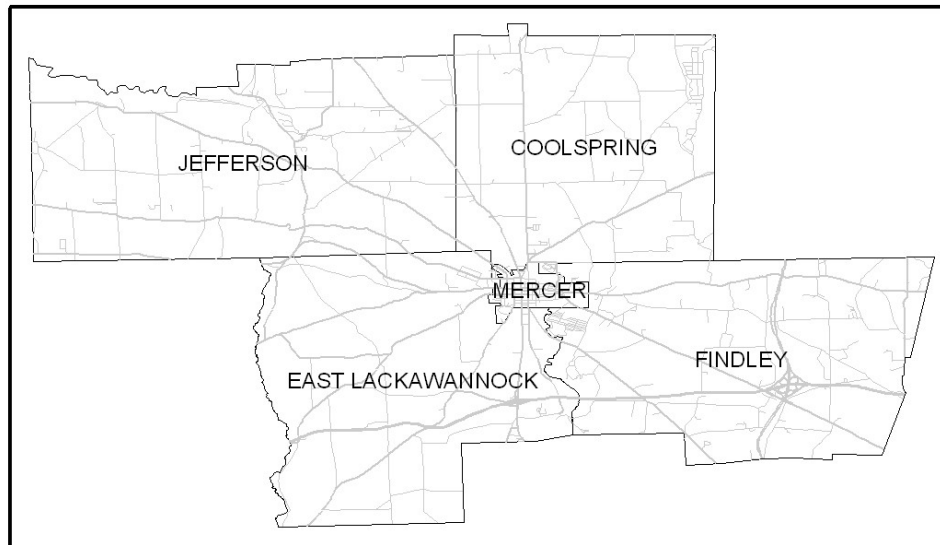 COOLSPRING
JEFFERSON
MERCER
FINDLEY
EAST LACKAWANNOCK